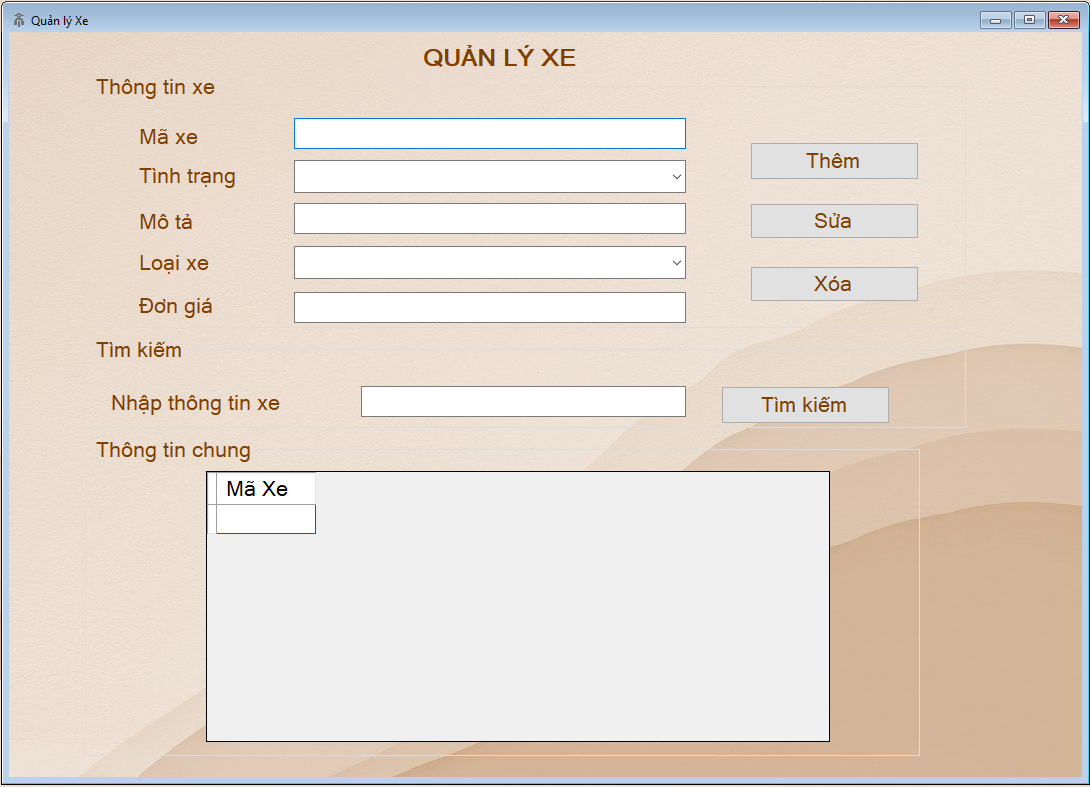 Quản lý Xe
QUẢN LÝ XE
Thông tin xe
Mã xe
Thêm
Tình trạng
Mô tả
Sửa
Loại xe
Xóa
Đơn giá
Tìm kiếm
Nhập thông tin xe
Tìm kiếm
Thông tin chung
Mã Xe